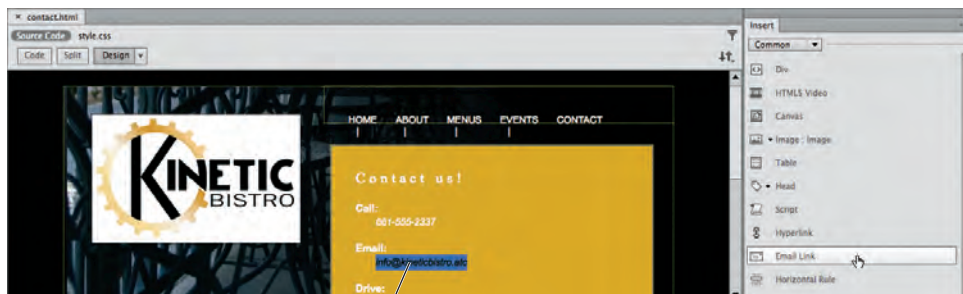 × contact.html
Source Code style.css
Code Split Design
Insert
Common
Div
HTML5 Video
Canvas
Image : Image
Table
Head
Script
Hyperlink
Email Link
Horizontal Rule
KINETIC
BISTRO
HOME ABOUT MENUS EVENTS CONTACT
Contact us!
Call:
661-555-2337
Email:
info@kineticbistro.etc
Drive: